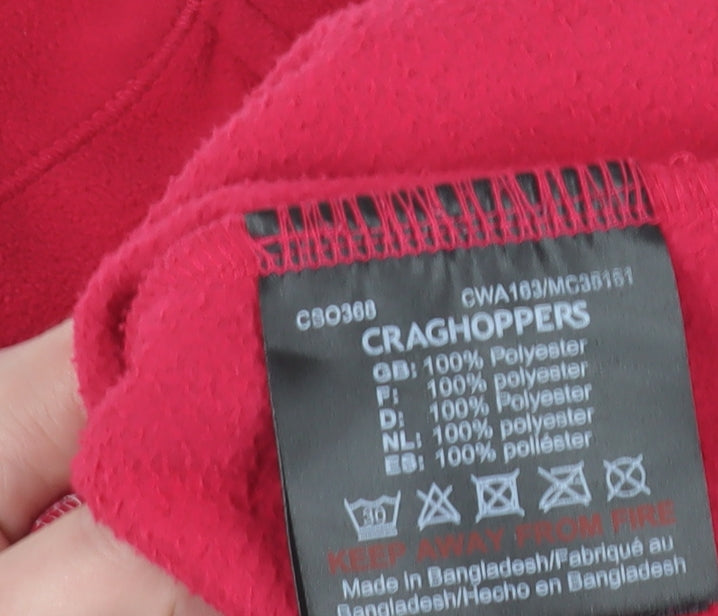 CSO368 CWA163/MC35151
CRAGHOPPERS
GB: 100% Polyester
F: 100% polyester
D: 100% Polyester
NL: 100% polyester
ES: 100% poliéster
30
KEEP AWAY FROM FIRE
Made in Bangladesh/Fabriqué au
Bangladesh/Hecho en Bangladesh